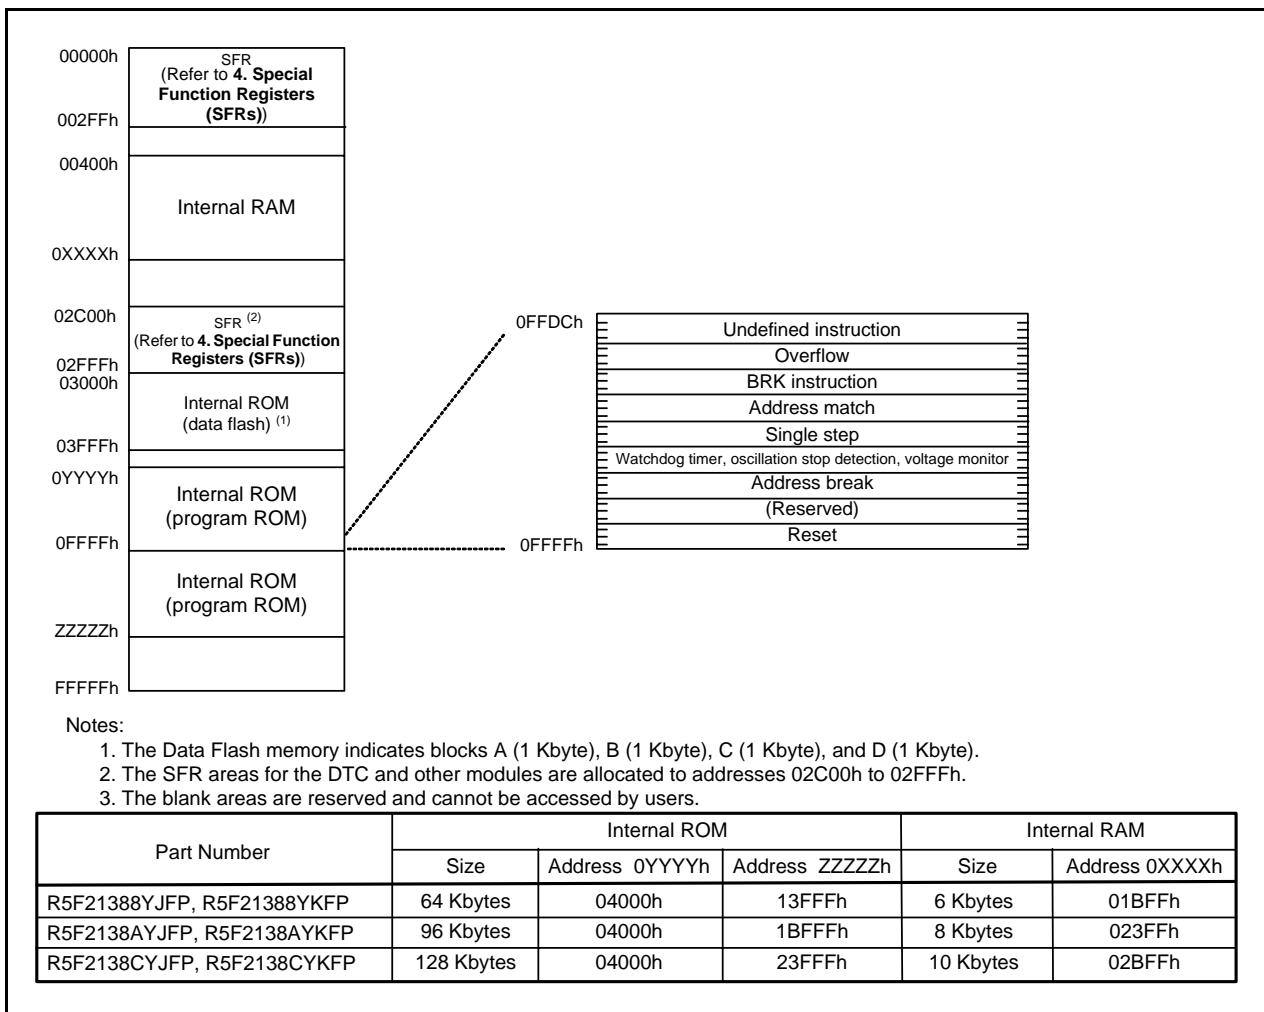 00000h
SFR
(Refer to 4. Special
Function Registers
(SFRs))
002FFh
00400h
Internal RAM
0XXXXh
02C00h
SFR (2)
(Refer to 4. Special Function
Registers (SFRs))
02FFFh
03000h
Internal ROM
(data flash) (1)
03FFFh
0YYYYh
Internal ROM
(program ROM)
0FFFFh
Internal ROM
(program ROM)
ZZZZZh
FFFFFh
0FFDCh
Undefined instruction
Overflow
BRK instruction
Address match
Single step
Watchdog timer, oscillation stop detection, voltage monitor
Address break
(Reserved)
Reset
0FFFFh
Notes:
1. The Data Flash memory indicates blocks A (1 Kbyte), B (1 Kbyte), C (1 Kbyte), and D (1 Kbyte).
2. The SFR areas for the DTC and other modules are allocated to addresses 02C00h to 02FFFh.
3. The blank areas are reserved and cannot be accessed by users.
Part Number Internal ROM Internal RAM
Size Address 0YYYYh Address ZZZZZh Size Address 0XXXXh
R5F21388YJFP, R5F21388YKFP 64 Kbytes 04000h 13FFFh 6 Kbytes 01BFFh
R5F2138AYJFP, R5F2138AYKFP 96 Kbytes 04000h 1BFFFh 8 Kbytes 023FFh
R5F2138CYJFP, R5F2138CYKFP 128 Kbytes 04000h 23FFFh 10 Kbytes 02BFFh